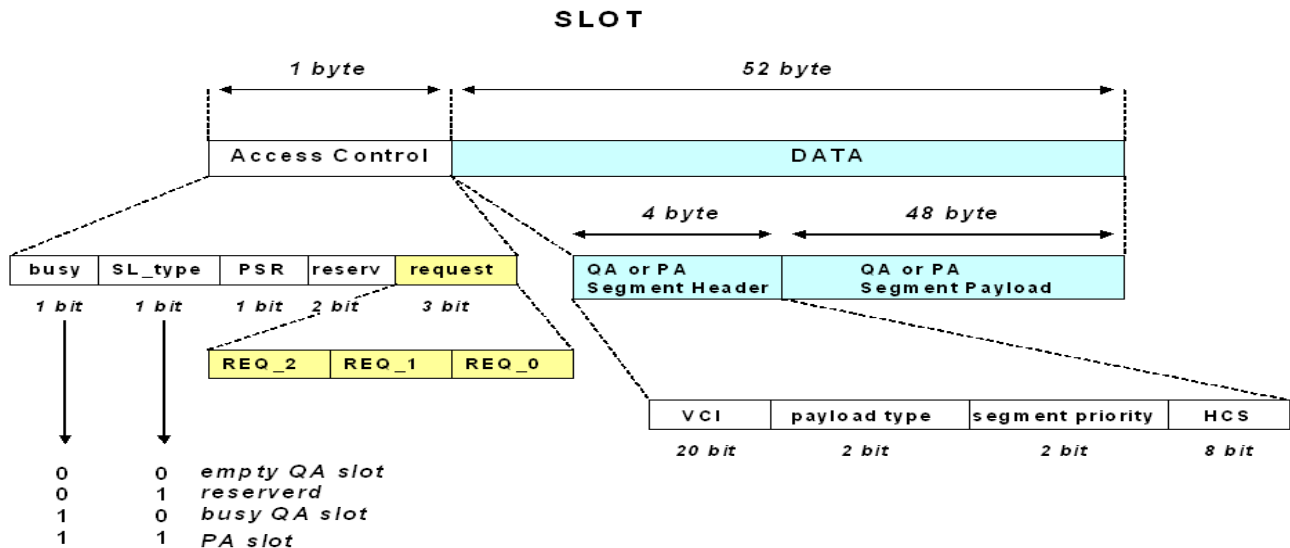 SLOT
1 byte 52 byte
Access Control DATA
4 byte 48 byte
busy SL_type PSR reserv request
QA or PA
Segment Header
QA or PA
Segment Payload
1 bit 1 bit 1 bit 2 bit 3 bit
REQ_2 REQ_1 REQ_0
VCI payload type segment priority HCS
20 bit 2 bit 2 bit 8 bit
0 0 empty QA slot
0 1 reserverd
1 0 busy QA slot
1 1 PA slot